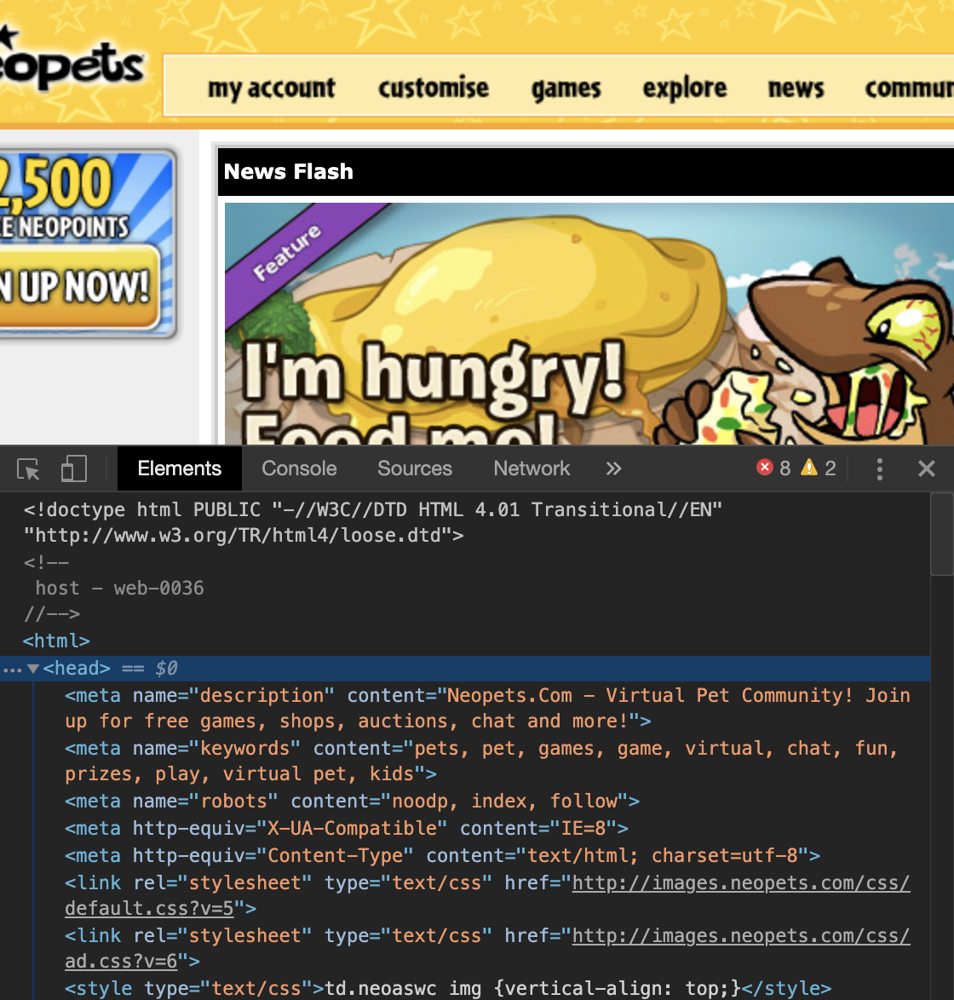 opets
my account customise games explore news commun
2,500
E NEOPOINTS
N UP NOW!
News Flash
Feature
I'm hungry!
Feed me!
Elements Console Sources Network » 8 2
<!doctype html PUBLIC "-//W3C//DTD HTML 4.01 Transitional//EN"
"http://www.w3.org/TR/html4/loose.dtd">
<!--
host - web-0036
//-->
<html>
… ▼<head> == $0
<meta name="description" content="Neopets.Com - Virtual Pet Community! Join
up for free games, shops, auctions, chat and more!">
<meta name="keywords" content="pets, pet, games, game, virtual, chat, fun,
prizes, play, virtual pet, kids">
<meta name="robots" content="noodp, index, follow">
<meta http-equiv="X-UA-Compatible" content="IE=8">
<meta http-equiv="Content-Type" content="text/html; charset=utf-8">
<link rel="stylesheet" type="text/css" href="http://images.neopets.com/css/
default.css?v=5">
<link rel="stylesheet" type="text/css" href="http://images.neopets.com/css/
ad.css?v=6">
<style type="text/css">td.neoaswc img {vertical-align: top;}</style>